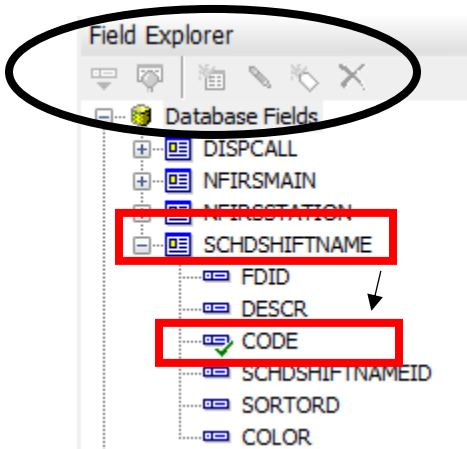 Field Explorer
Database Fields
DISPCALL
NFIRSMAIN
NFIRSSTATION
SCHDSHIFTNAME
FDID
DESCR
CODE
SCHDSHIFTNAMEID
SORTORD
COLOR